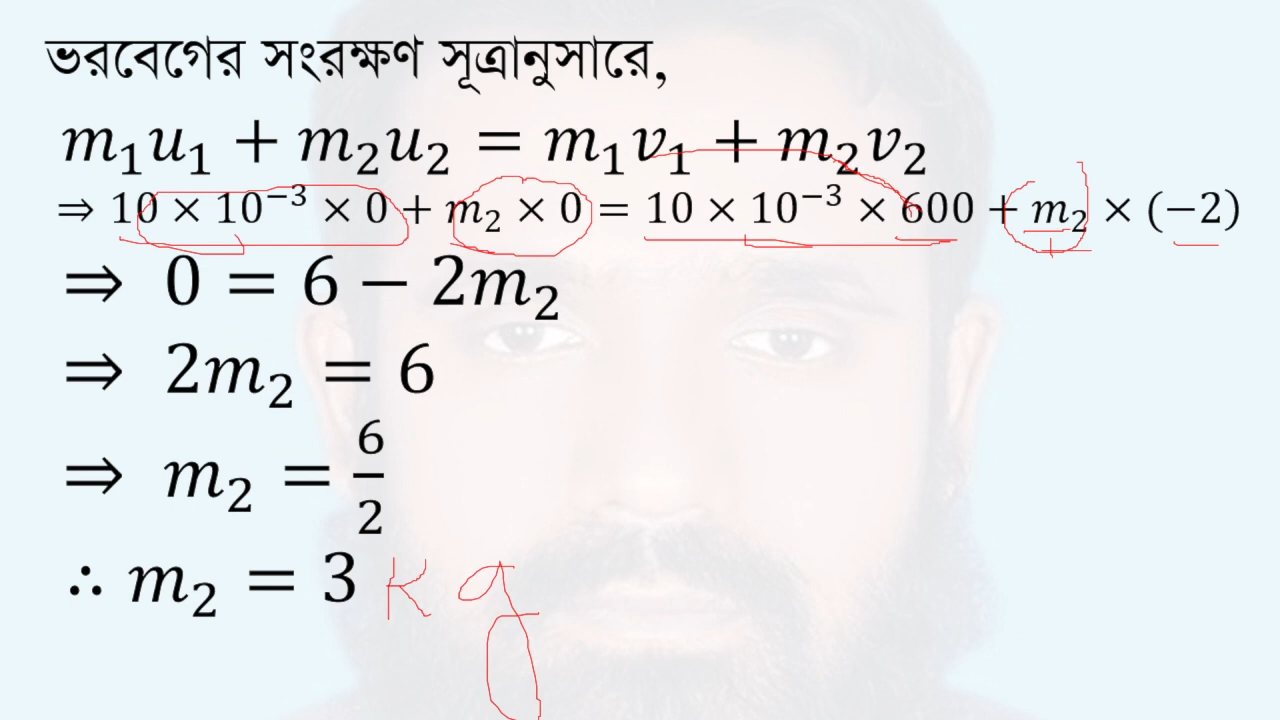 ভরবেগের সংরক্ষণ সূত্রানুসারে,
m₁u₁ + m₂u₂ = m₁v₁ + m₂v₂
⇒ 10 × 10⁻³ × 0 + m₂ × 0 = 10 × 10⁻³ × 600 + m₂ × (−2)
⇒ 0 = 6 − 2m₂
⇒ 2m₂ = 6
⇒ m₂ = 6/2
∴ m₂ = 3 Kg